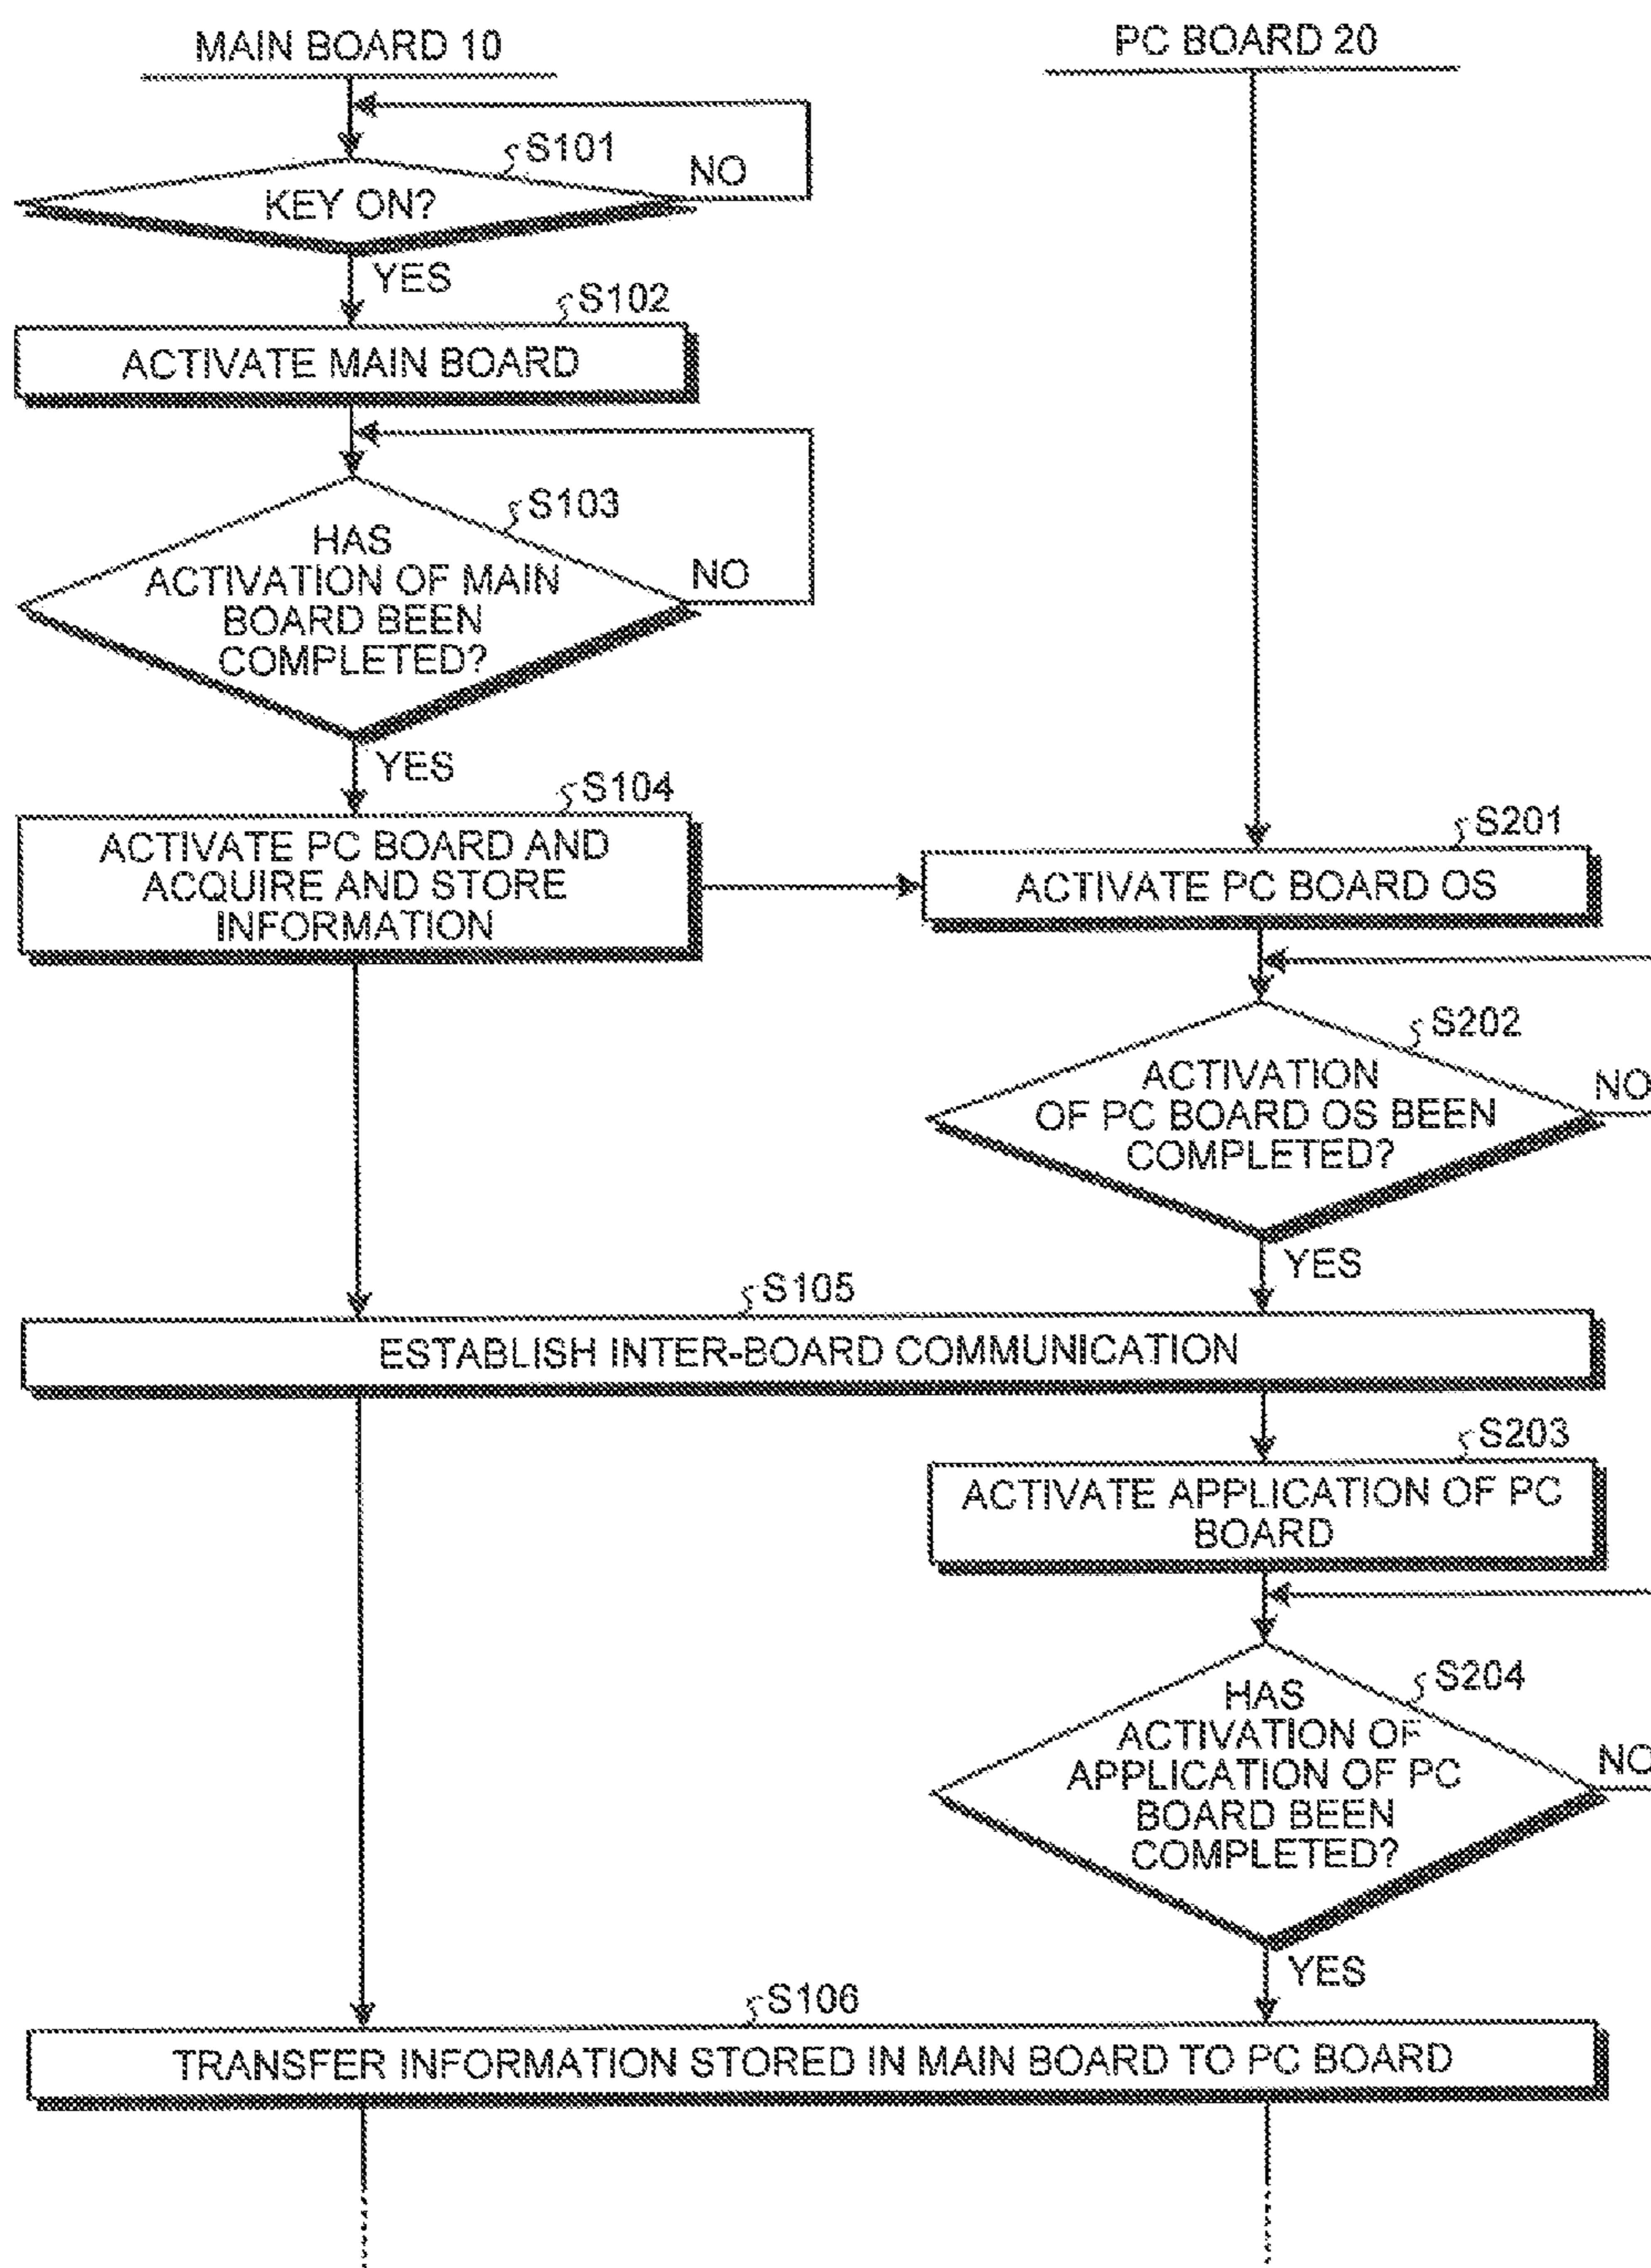 MAIN BOARD 10
PC BOARD 20
S101
NO
KEY ON?
YES
S102
ACTIVATE MAIN BOARD
S103
HAS
ACTIVATION OF MAIN
BOARD BEEN
COMPLETED?
NO
YES
S104
ACTIVATE PC BOARD AND
ACQUIRE AND STORE
INFORMATION
S201
ACTIVATE PC BOARD OS
S202
ACTIVATION
OF PC BOARD OS BEEN
COMPLETED?
NO
YES
S105
ESTABLISH INTER-BOARD COMMUNICATION
S203
ACTIVATE APPLICATION OF PC
BOARD
S204
HAS
ACTIVATION OF
APPLICATION OF PC
BOARD BEEN
COMPLETED?
NO
YES
S106
TRANSFER INFORMATION STORED IN MAIN BOARD TO PC BOARD